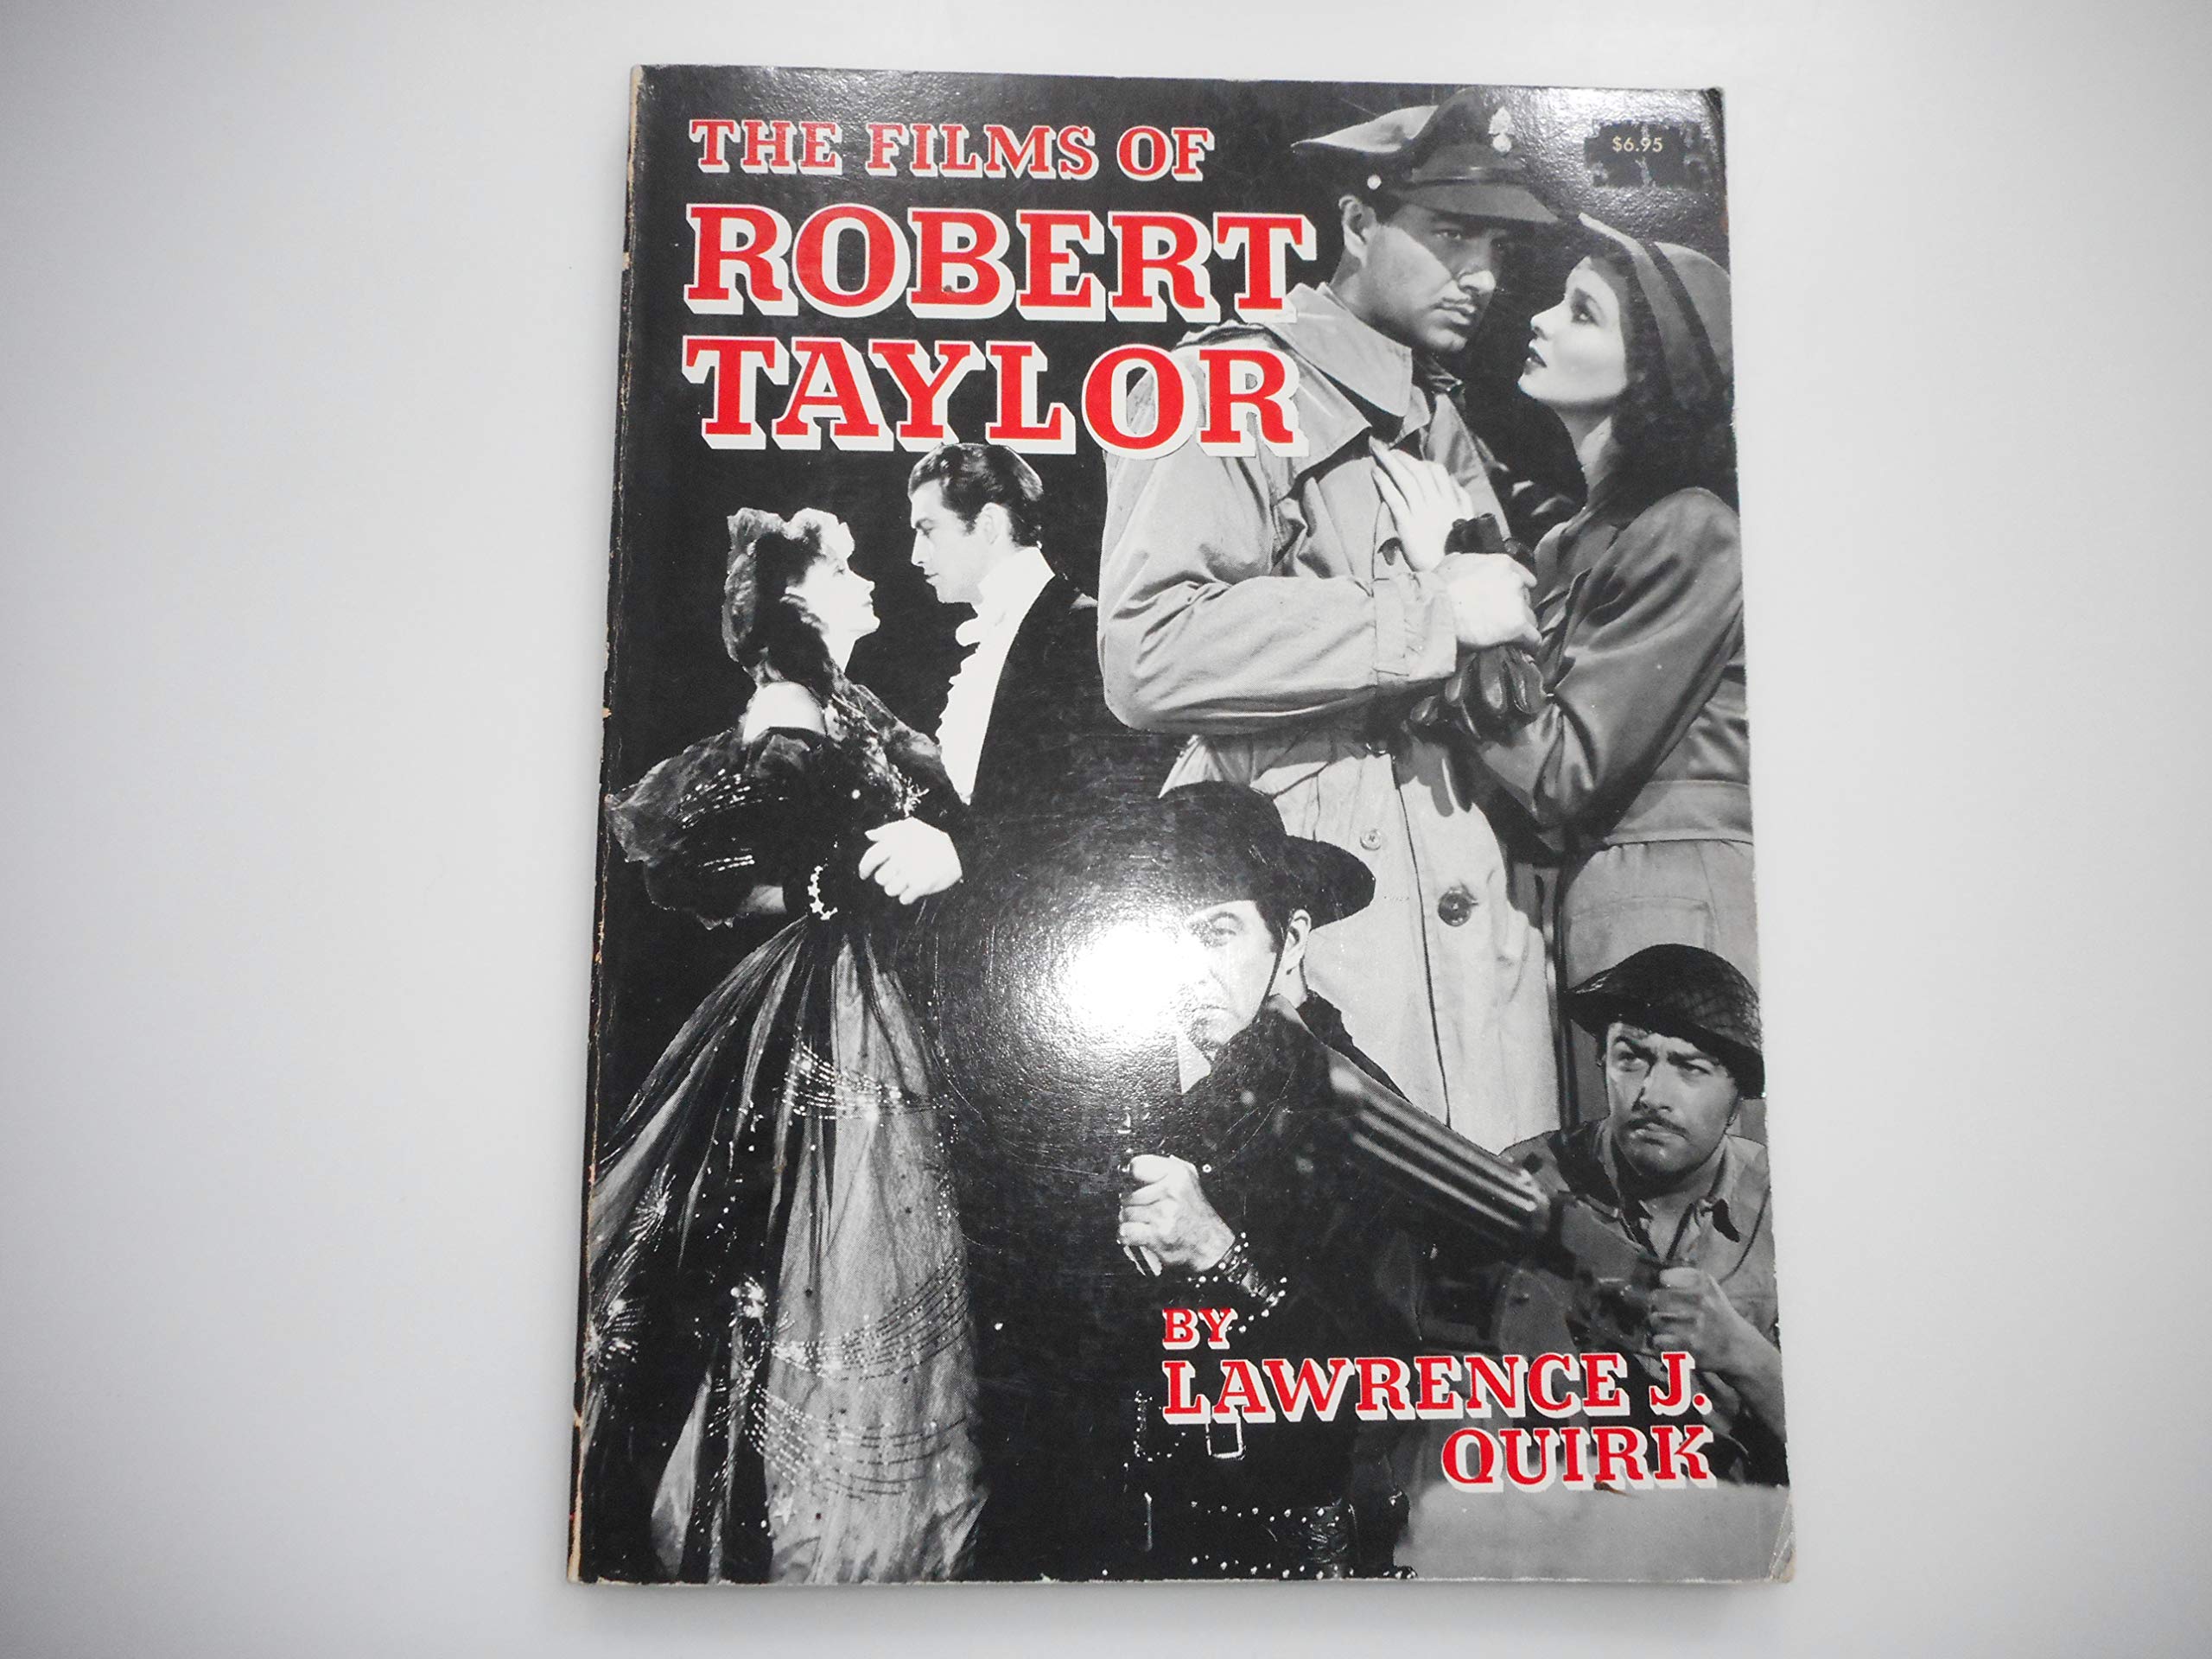 THE FILMS OF
ROBERT
TAYLOR
$6.95
BY
LAWRENCE J.
QUIRK